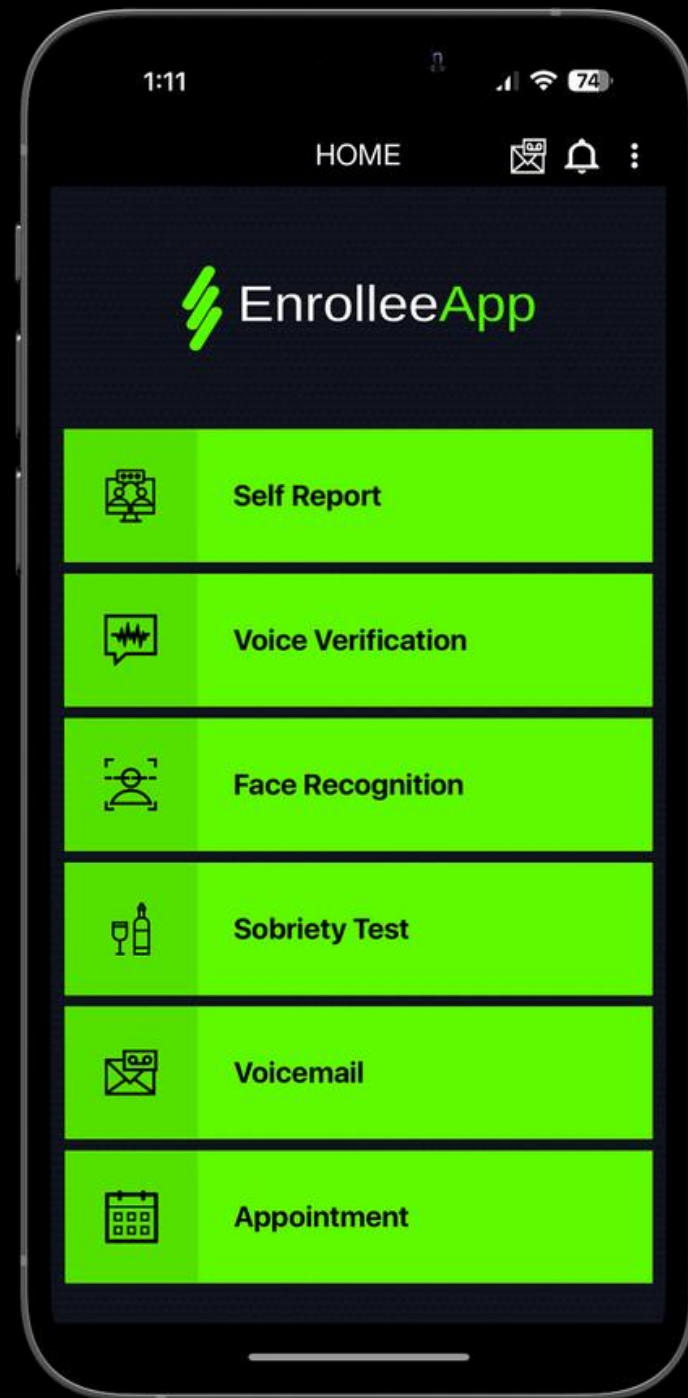 1:11
74
HOME
EnrolleeApp
Self Report
Voice Verification
Face Recognition
Sobriety Test
Voicemail
Appointment